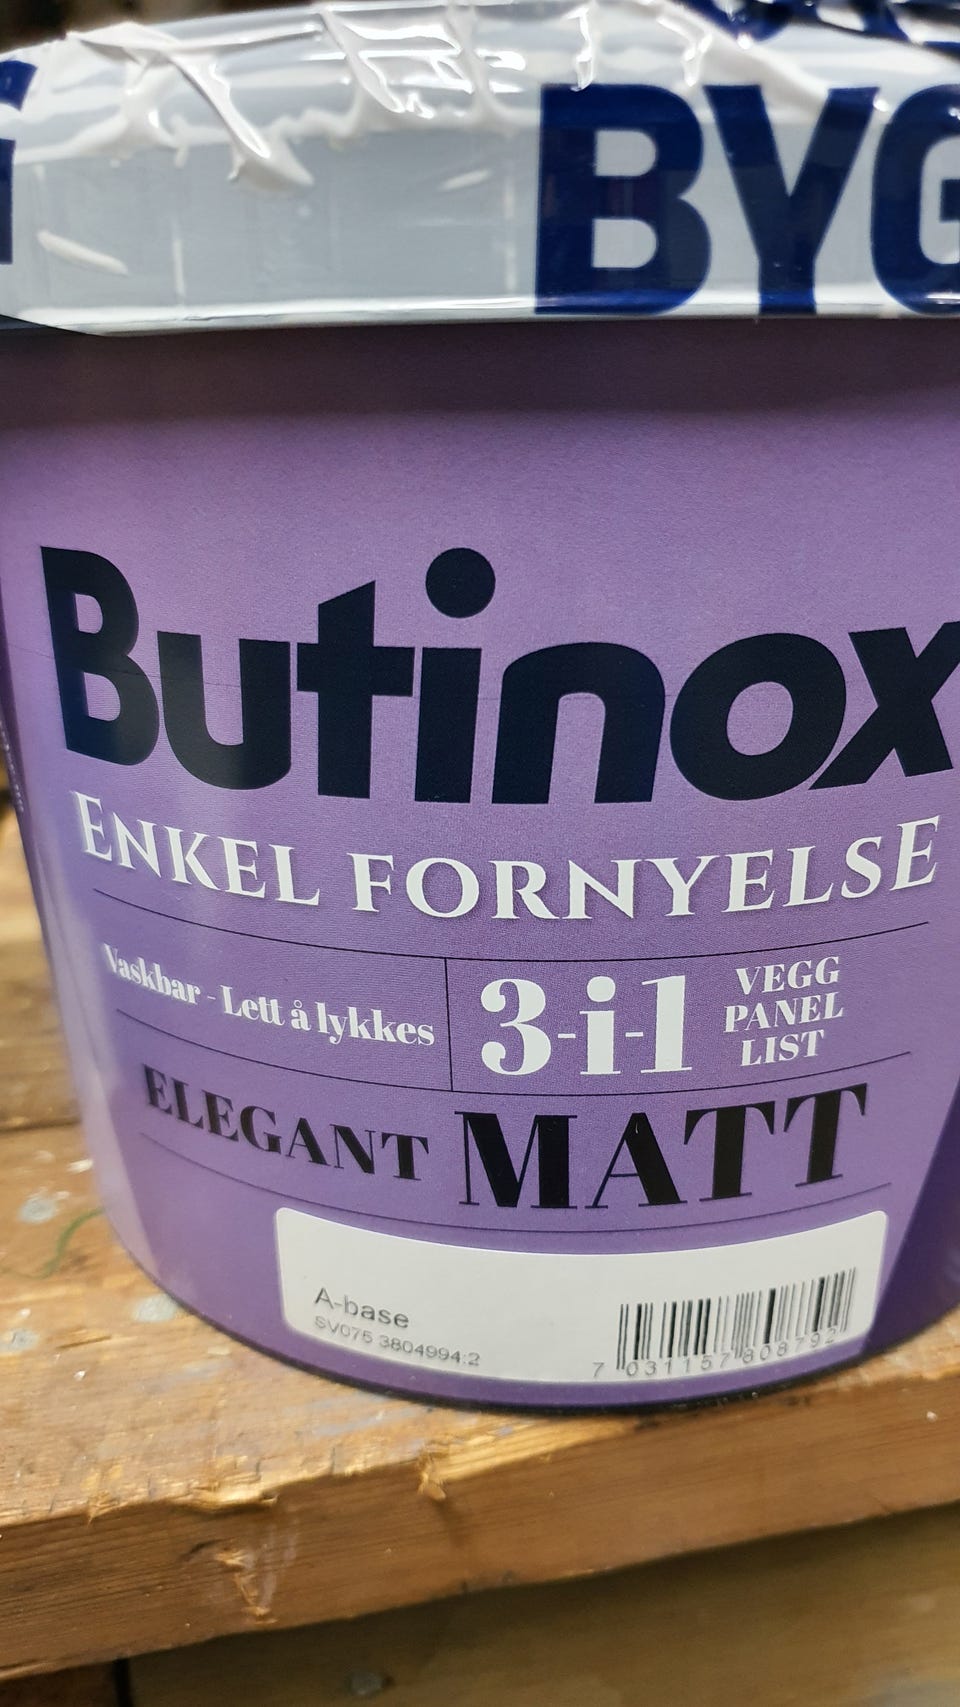 BYG
Butinox
ENKEL FORNYELSE
Vaskbar - Lett å lykkes
3-i-1
VEGG
PANEL
LIST
ELEGANT MATT
A-base
SV075 3804994:2
7 031157 808792